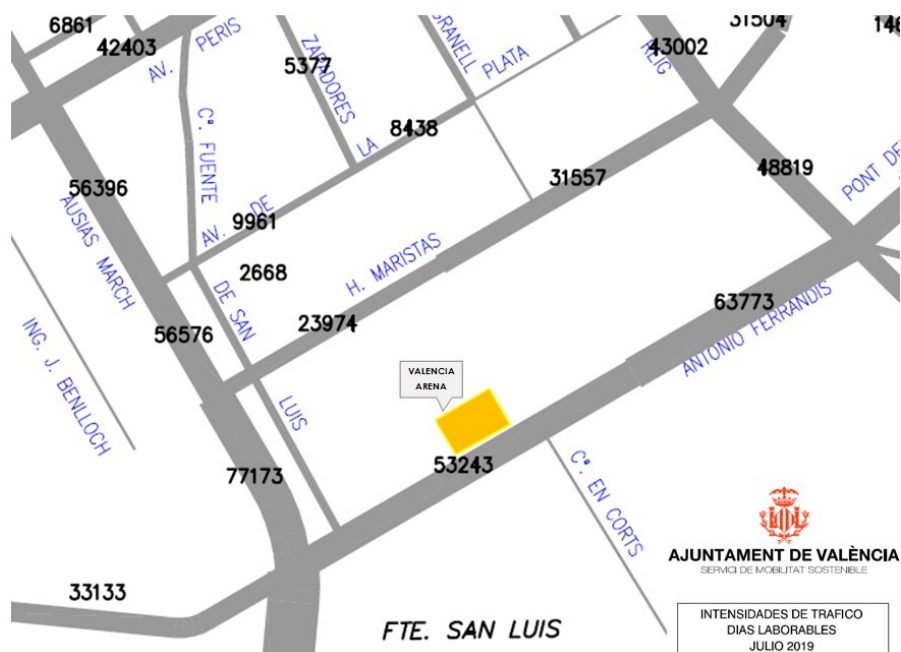 6861
42403
AV. PERIS
5377
ZAPADORES
GRANELL
PLATA
43002
REIG
31504
8438
LA
Cº. FUENTE
56396
AUSIAS MARCH
9961
AV. DE
2668
DE SAN
31557
48819
PONT DE
H. MARISTAS
23974
56576
63773
ANTONIO FERRANDIS
ING. J. BENLLOCH
VALENCIA
ARENA
LUIS
77173
53243
Cº. EN CORTS
33133
FTE. SAN LUIS
AJUNTAMENT DE VALÈNCIA
SERVICI DE MOBILITAT SOSTENIBLE
INTENSIDADES DE TRAFICO
DIAS LABORABLES
JULIO 2019